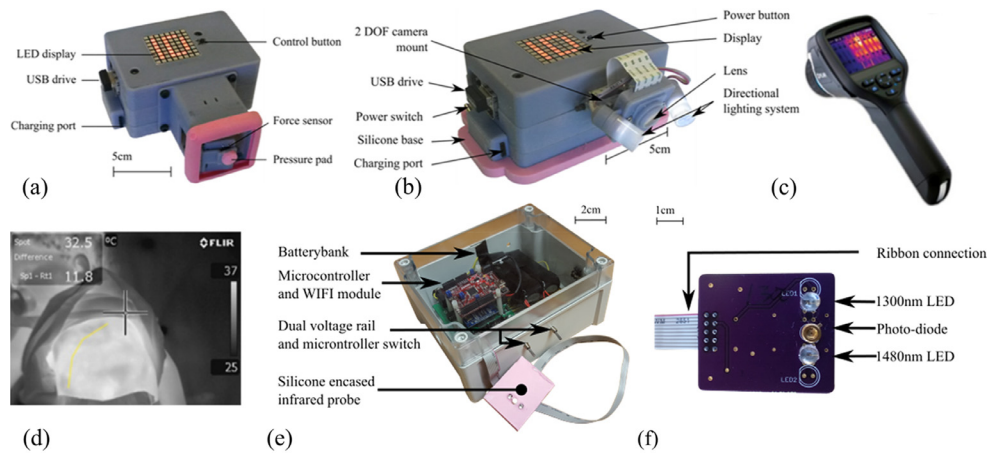 LED display
USB drive
Charging port
Control button
Force sensor
Pressure pad
5cm
(a)
2 DOF camera
mount
USB drive
Power switch
Silicone base
Charging port
Power button
Display
Lens
Directional
lighting system
5cm
(b)
(c)
Spot 32.5 °C
Difference
Sp1 - Rt1 11.8
FLIR
37
25
(d)
2cm
Batterybank
Microcontroller
and WIFI module
Dual voltage rail
and microntroller
switch
Silicone encased
infrared probe
(e)
1cm
Ribbon connection
LED1
1300nm LED
Photo-diode
1480nm LED
LED2
(f)